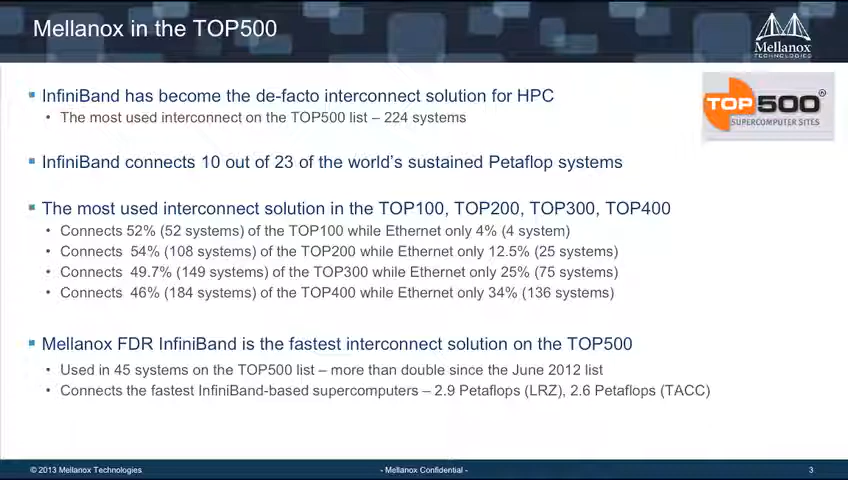 Mellanox in the TOP500
Mellanox
TECHNOLOGIES
InfiniBand has become the de-facto interconnect solution for HPC
The most used interconnect on the TOP500 list – 224 systems
TOP500®
SUPERCOMPUTER SITES
InfiniBand connects 10 out of 23 of the world's sustained Petaflop systems
The most used interconnect solution in the TOP100, TOP200, TOP300, TOP400
Connects 52% (52 systems) of the TOP100 while Ethernet only 4% (4 system)
Connects 54% (108 systems) of the TOP200 while Ethernet only 12.5% (25 systems)
Connects 49.7% (149 systems) of the TOP300 while Ethernet only 25% (75 systems)
Connects 46% (184 systems) of the TOP400 while Ethernet only 34% (136 systems)
Mellanox FDR InfiniBand is the fastest interconnect solution on the TOP500
Used in 45 systems on the TOP500 list – more than double since the June 2012 list
Connects the fastest InfiniBand-based supercomputers – 2.9 Petaflops (LRZ), 2.6 Petaflops (TACC)
© 2013 Mellanox Technologies
- Mellanox Confidential -
3